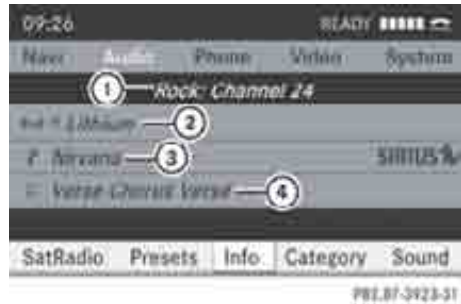 09:26 READY
Navi Audio Phone Video System
1 Rock: Channel 24
Lithium 2
Nirvana 3 SIRIUS
Verse Chorus Verse 4
SatRadio Presets Info Category Sound
P82.87-3923-31